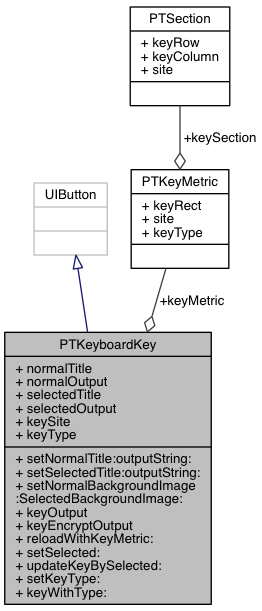 PTSection
+ keyRow
+ keyColumn
+ site
+keySection
PTKeyMetric
+ keyRect
+ site
+ keyType
UIButton
+keyMetric
PTKeyboardKey
+ normalTitle
+ normalOutput
+ selectedTitle
+ selectedOutput
+ keySite
+ keyType
+ setNormalTitle:outputString:
+ setSelectedTitle:outputString:
+ setNormalBackgroundImage
:SelectedBackgroundImage:
+ keyOutput
+ keyEncryptOutput
+ reloadWithKeyMetric:
+ setSelected:
+ updateKeyBySelected:
+ setKeyType:
+ keyWithType: